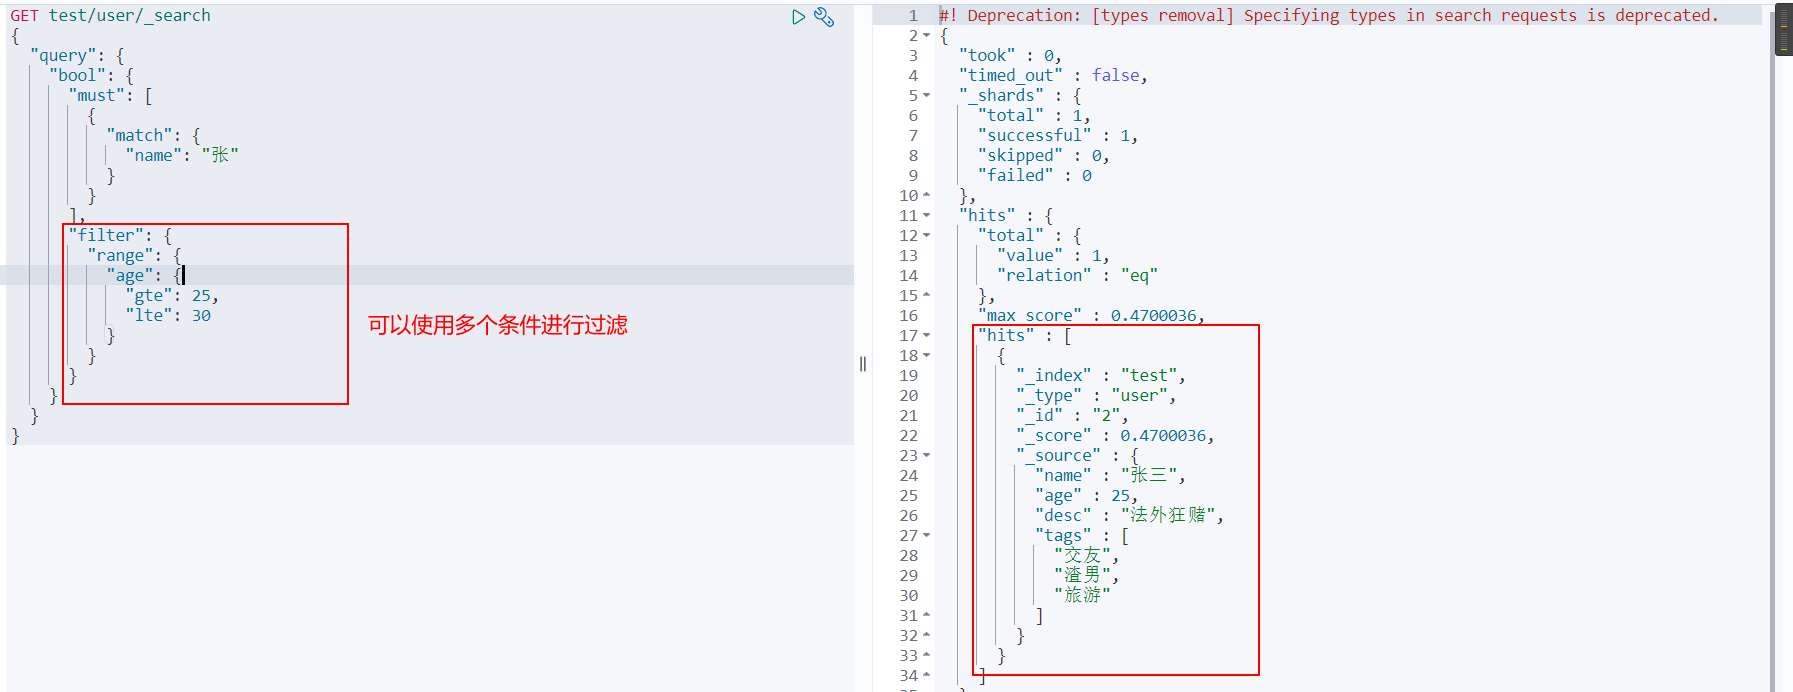 GET test/user/_search
{
  "query": {
    "bool": {
      "must": [
        {
          "match": {
            "name": "张"
          }
        }
      ],
      "filter": {
        "range": {
          "age": {
            "gte": 25,
            "lte": 30
          }
        }
      }
    }
  }
}
可以使用多个条件进行过滤
1 #! Deprecation: [types removal] Specifying types in search requests is deprecated.
2 {
3   "took" : 0,
4   "timed_out" : false,
5   "_shards" : {
6     "total" : 1,
7     "successful" : 1,
8     "skipped" : 0,
9     "failed" : 0
10   },
11   "hits" : {
12     "total" : {
13       "value" : 1,
14       "relation" : "eq"
15     },
16     "max_score" : 0.4700036,
17     "hits" : [
18       {
19         "_index" : "test",
20         "_type" : "user",
21         "_id" : "2",
22         "_score" : 0.4700036,
23         "_source" : {
24           "name" : "张三",
25           "age" : 25,
26           "desc" : "法外狂赌",
27           "tags" : [
28             "交友",
29             "渣男",
30             "旅游"
31           ]
32         }
33       }
34     ]